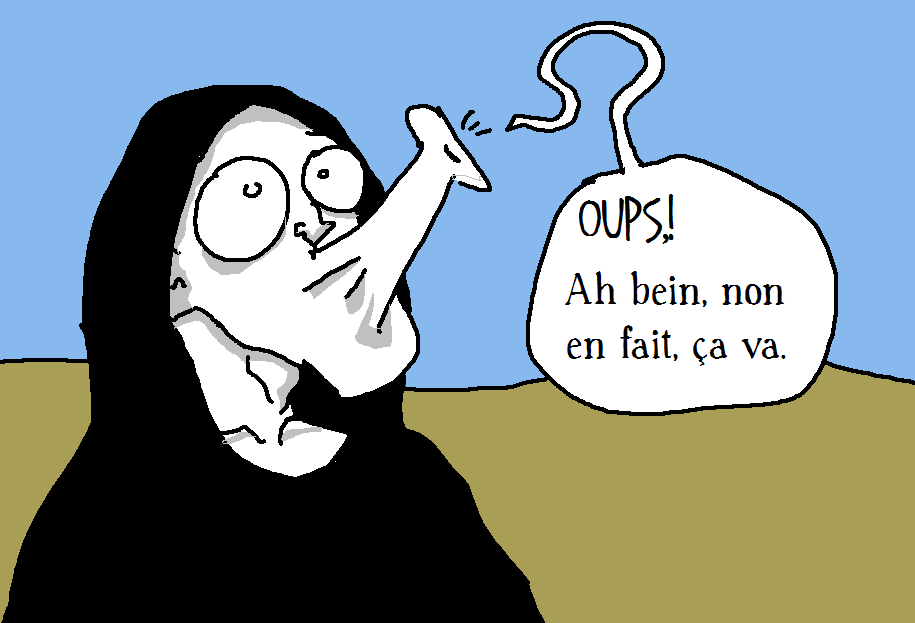 OUPS,!
Ah bein, non
en fait, ça va.